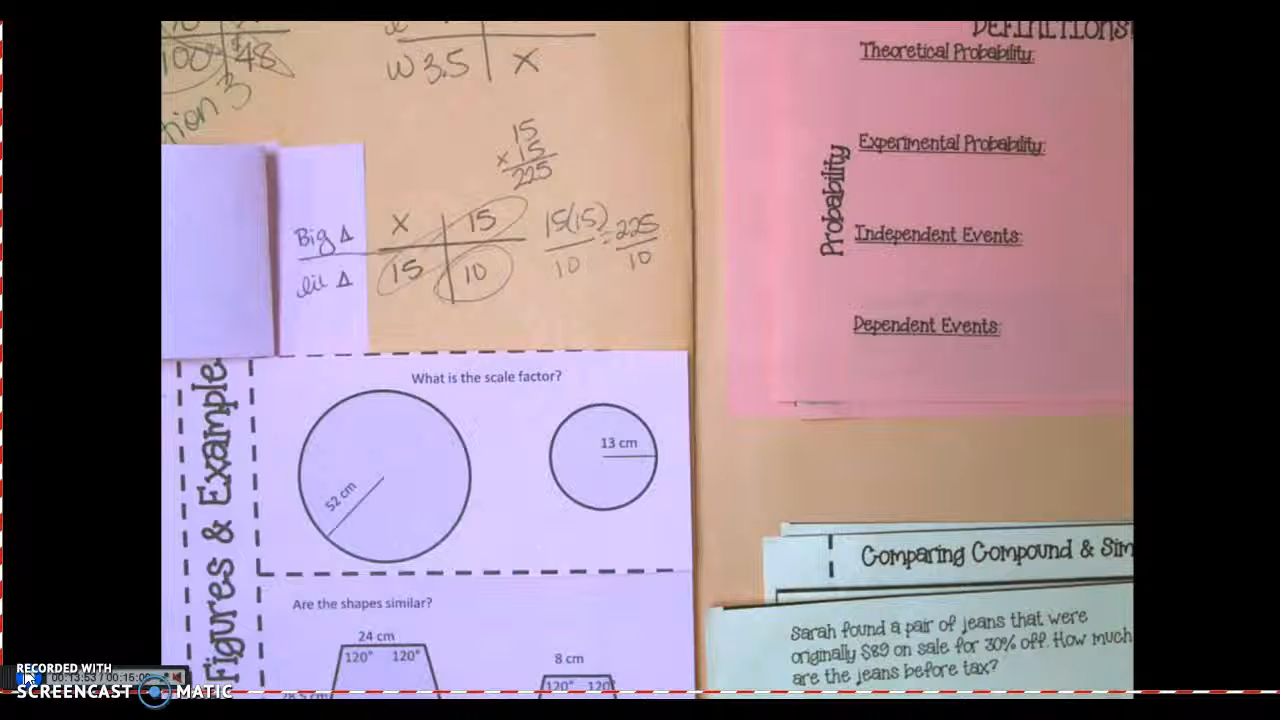 100 $48
W 3.5 X
15
x 15
225
Big Δ X 15
lil Δ 15 10
15(15) = 225
10 10
Figures & Example
What is the scale factor?
52 cm
13 cm
Are the shapes similar?
24 cm
120° 120°
8 cm
120° 120°
DEFINITIONS
Probability
Theoretical Probability:
Experimental Probability:
Independent Events:
Dependent Events:
Comparing Compound & Sim
Sarah found a pair of jeans that were
originally $89 on sale for 30% off. How much
are the jeans before tax?
RECORDED WITH
SCREENCAST MATIC